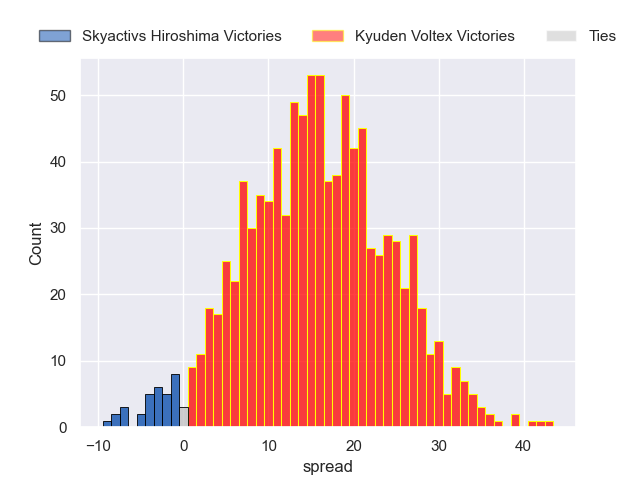 Skyactivs Hiroshima Victories Kyuden Voltex Victories Ties
50
40
30
20
10
0
Count
−10 0 10 20 30 40
spread